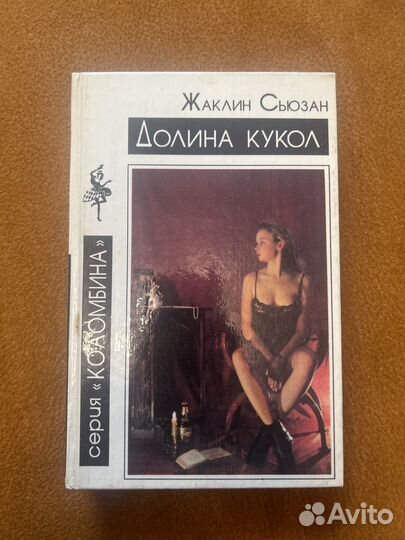 Жаклин Сьюзан
Долина кукол
серия «КОЛОМБИНА»
Avito